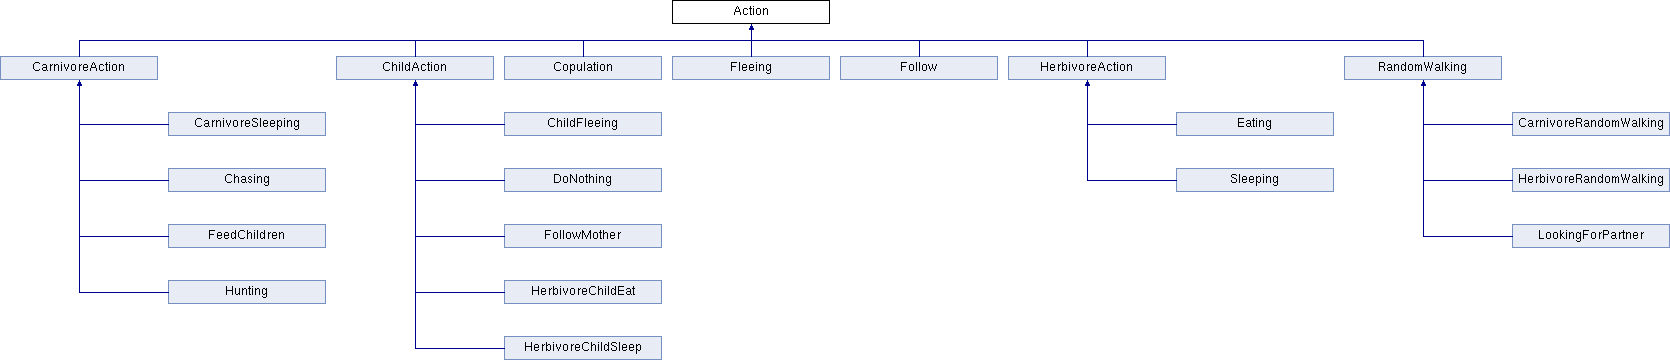 Action
CarnivoreAction
ChildAction
Copulation
Fleeing
Follow
HerbivoreAction
RandomWalking
CarnivoreSleeping
ChildFleeing
Eating
CarnivoreRandomWalking
Chasing
DoNothing
Sleeping
HerbivoreRandomWalking
FeedChildren
FollowMother
LookingForPartner
Hunting
HerbivoreChildEat
HerbivoreChildSleep